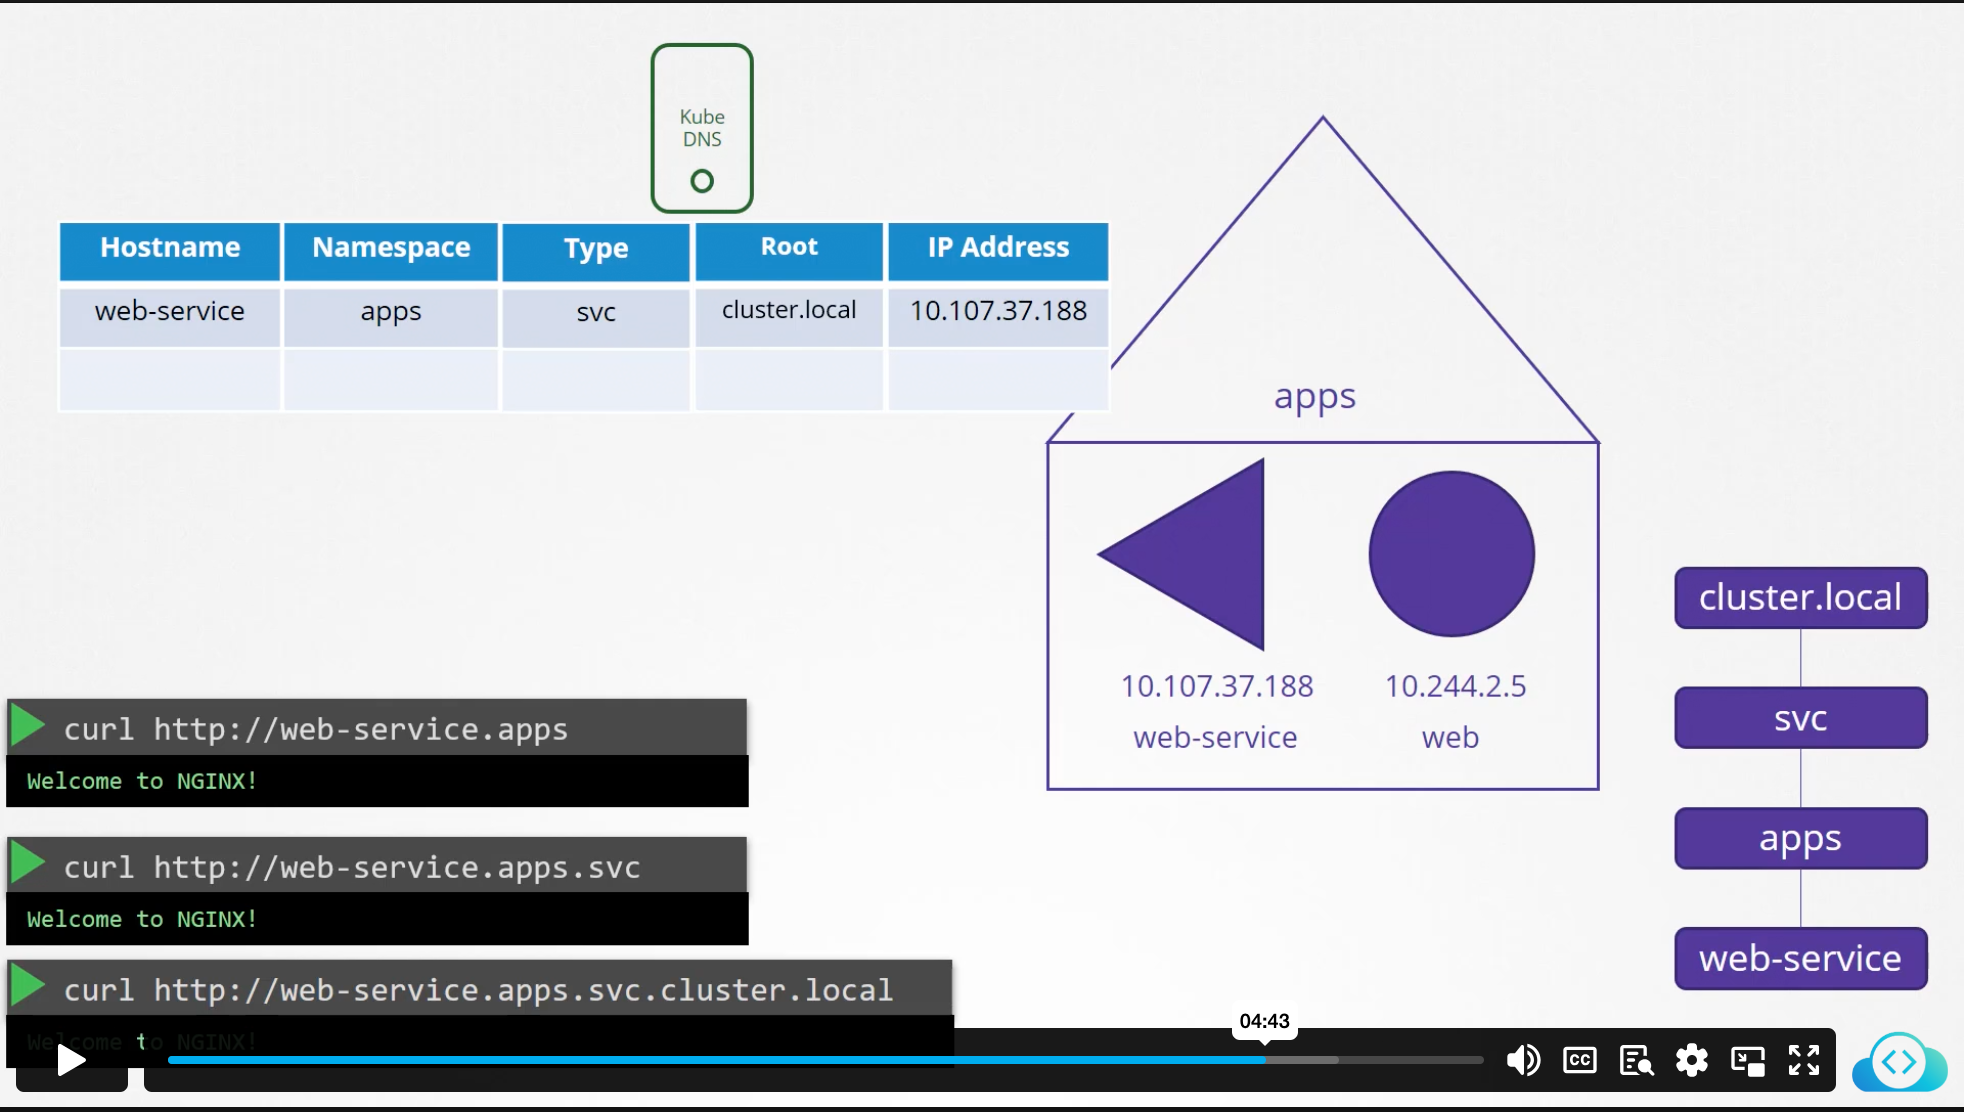 Kube
DNS
Hostname Namespace Type Root IP Address
web-service apps svc cluster.local 10.107.37.188
apps
10.107.37.188 10.244.2.5
web-service web
cluster.local
svc
apps
web-service
curl http://web-service.apps
Welcome to NGINX!
curl http://web-service.apps.svc
Welcome to NGINX!
curl http://web-service.apps.svc.cluster.local
Welcome to NGINX!
04:43
CC